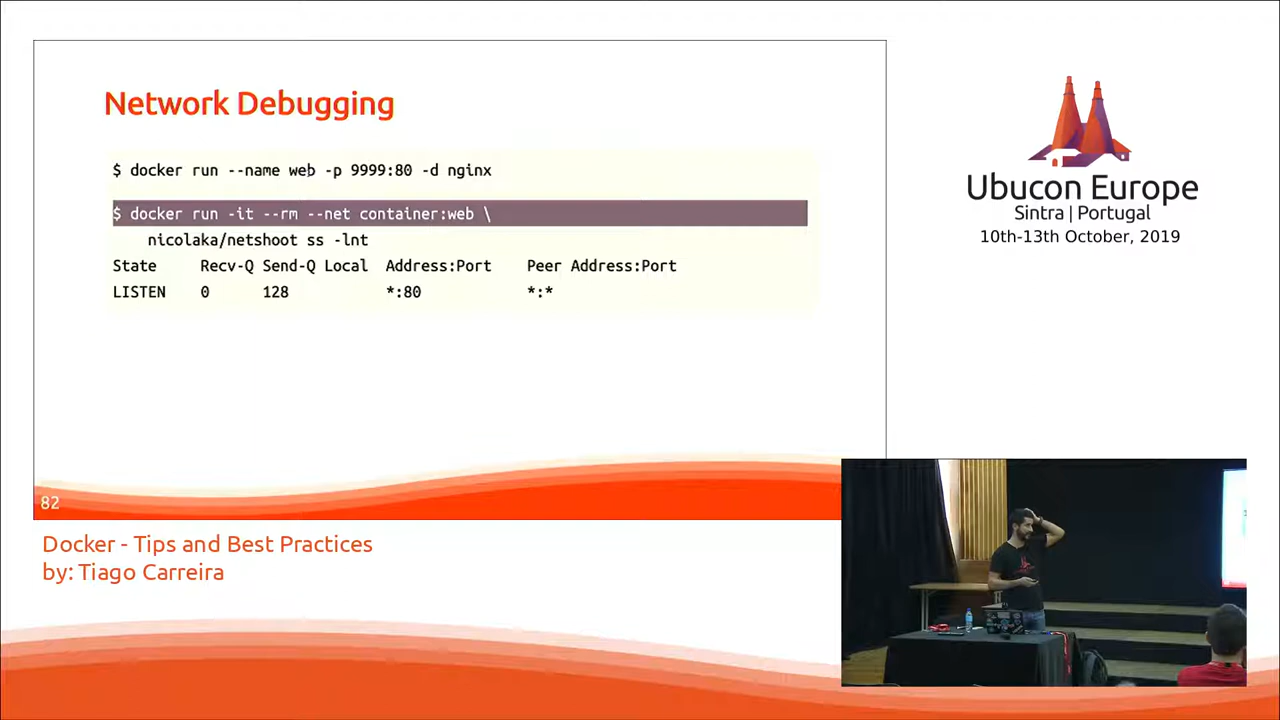 Network Debugging
$ docker run --name web -p 9999:80 -d nginx
$ docker run -it --rm --net container:web \
nicolaka/netshoot ss -lnt
State Recv-Q Send-Q Local Address:Port Peer Address:Port
LISTEN 0 128 *:80 *:*
82
Docker - Tips and Best Practices
by: Tiago Carreira
Ubucon Europe
Sintra | Portugal
10th-13th October, 2019